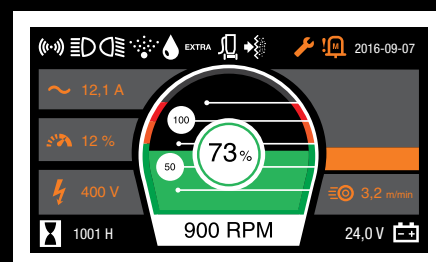 EXTRA !M 2016-09-07
12,1 A
100
12 %
73%
50
400 V
3,2 m/min
1001 H
900 RPM
24,0 V